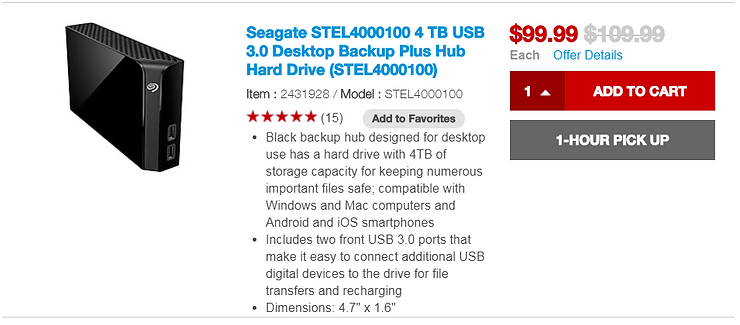 Seagate STEL4000100 4 TB USB
3.0 Desktop Backup Plus Hub
Hard Drive (STEL4000100)
Item : 2431928 / Model : STEL4000100
(15) Add to Favorites
• Black backup hub designed for desktop
use has a hard drive with 4TB of
storage capacity for keeping numerous
important files safe; compatible with
Windows and Mac computers and
Android and iOS smartphones
• Includes two front USB 3.0 ports that
make it easy to connect additional USB
digital devices to the drive for file
transfers and recharging
• Dimensions: 4.7" x 1.6"
$99.99 $109.99
Each Offer Details
1 ADD TO CART
1-HOUR PICK UP